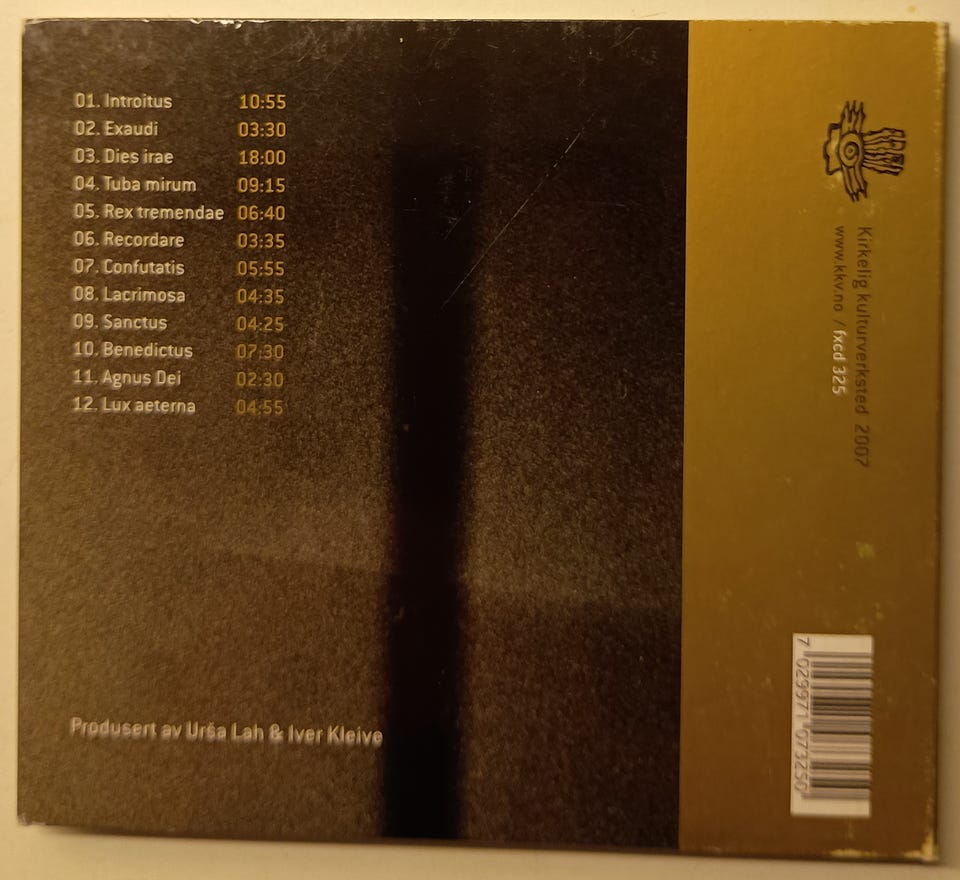 01. Introitus 10:55
02. Exaudi 03:30
03. Dies irae 18:00
04. Tuba mirum 09:15
05. Rex tremendae 06:40
06. Recordare 03:35
07. Confutatis 05:55
08. Lacrimosa 04:35
09. Sanctus 04:25
10. Benedictus 07:30
11. Agnus Dei 02:30
12. Lux aeterna 04:55
Produsert av Urša Lah & Iver Kleive
Kirkelig kulturverksted 2007
www.kkv.no / fxcd 325
7 029971 073250